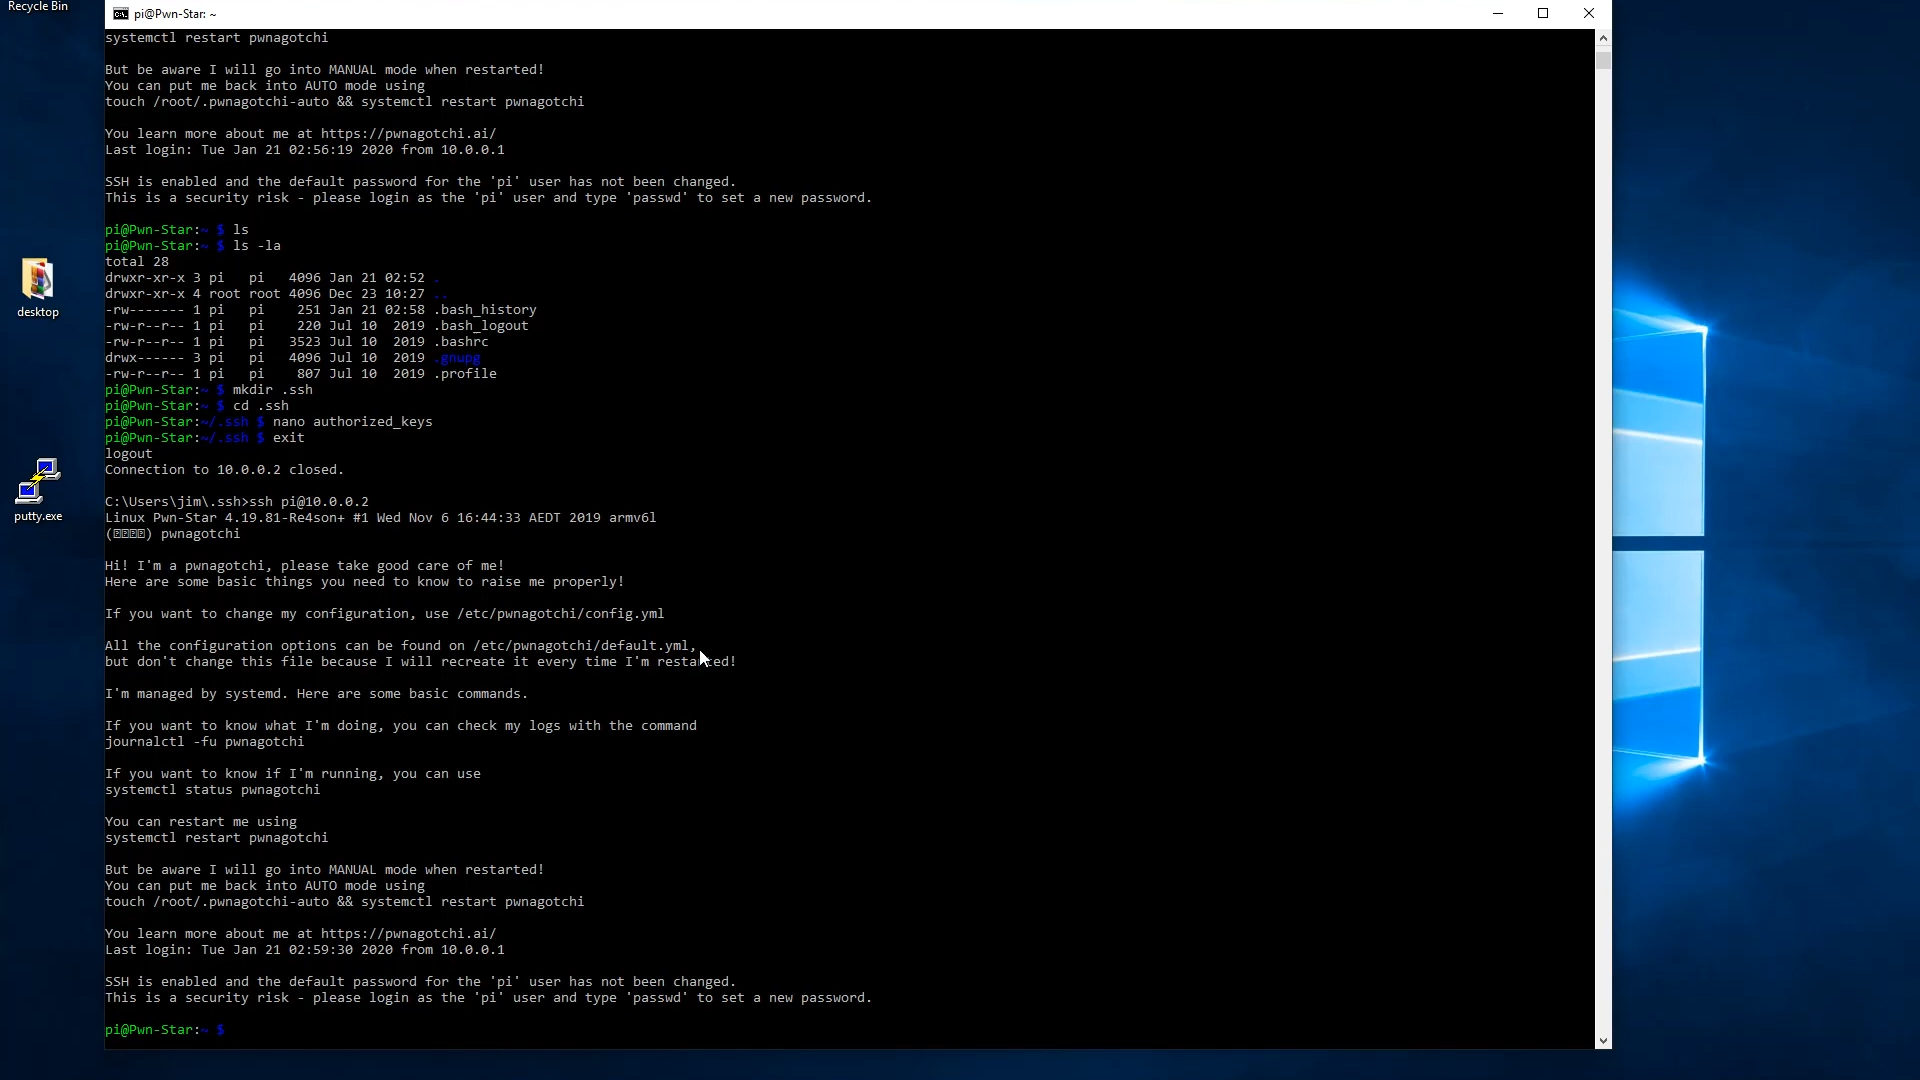 Recycle Bin
pi@Pwn-Star: ~
systemctl restart pwnagotchi
But be aware I will go into MANUAL mode when restarted!
You can put me back into AUTO mode using
touch /root/.pwnagotchi-auto && systemctl restart pwnagotchi
You learn more about me at https://pwnagotchi.ai/
Last login: Tue Jan 21 02:56:19 2020 from 10.0.0.1
SSH is enabled and the default password for the 'pi' user has not been changed.
This is a security risk - please login as the 'pi' user and type 'passwd' to set a new password.
pi@Pwn-Star:~ $ ls
pi@Pwn-Star:~ $ ls -la
total 28
drwxr-xr-x 3 pi   pi   4096 Jan 21 02:52 .
drwxr-xr-x 4 root root 4096 Dec 23 10:27 ..
-rw------- 1 pi   pi    251 Jan 21 02:58 .bash_history
-rw-r--r-- 1 pi   pi    220 Jul 10  2019 .bash_logout
-rw-r--r-- 1 pi   pi   3523 Jul 10  2019 .bashrc
drwx------ 3 pi   pi   4096 Jul 10  2019 .gnupg
-rw-r--r-- 1 pi   pi    807 Jul 10  2019 .profile
pi@Pwn-Star:~ $ mkdir .ssh
pi@Pwn-Star:~ $ cd .ssh
pi@Pwn-Star:~/.ssh $ nano authorized_keys
pi@Pwn-Star:~/.ssh $ exit
logout
Connection to 10.0.0.2 closed.
C:\Users\jim\.ssh>ssh pi@10.0.0.2
Linux Pwn-Star 4.19.81-Re4son+ #1 Wed Nov 6 16:44:33 AEDT 2019 armv6l
(⍰⍰⍰⍰) pwnagotchi
Hi! I'm a pwnagotchi, please take good care of me!
Here are some basic things you need to know to raise me properly!
If you want to change my configuration, use /etc/pwnagotchi/config.yml
All the configuration options can be found on /etc/pwnagotchi/default.yml,
but don't change this file because I will recreate it every time I'm restarted!
I'm managed by systemd. Here are some basic commands.
If you want to know what I'm doing, you can check my logs with the command
journalctl -fu pwnagotchi
If you want to know if I'm running, you can use
systemctl status pwnagotchi
You can restart me using
systemctl restart pwnagotchi
But be aware I will go into MANUAL mode when restarted!
You can put me back into AUTO mode using
touch /root/.pwnagotchi-auto && systemctl restart pwnagotchi
You learn more about me at https://pwnagotchi.ai/
Last login: Tue Jan 21 02:59:30 2020 from 10.0.0.1
SSH is enabled and the default password for the 'pi' user has not been changed.
This is a security risk - please login as the 'pi' user and type 'passwd' to set a new password.
pi@Pwn-Star:~ $
desktop
putty.exe